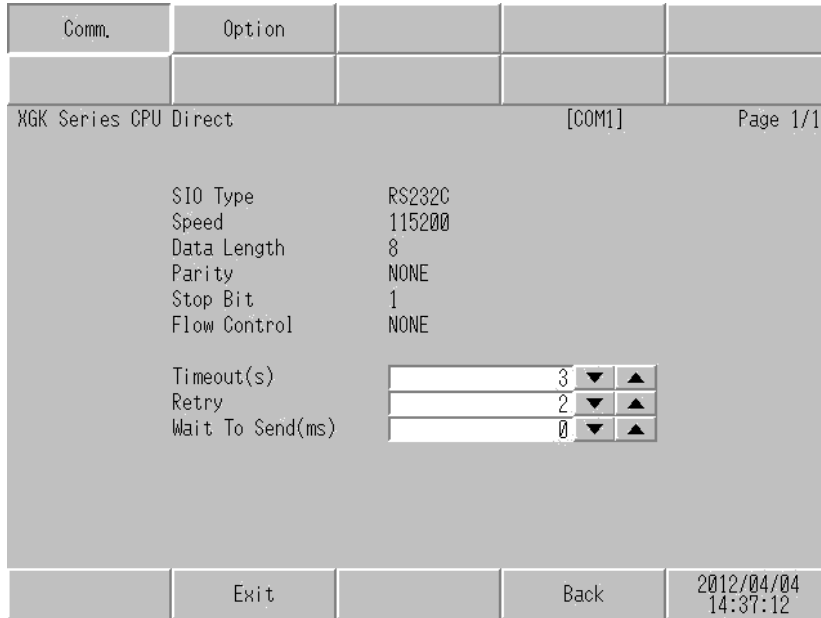 Comm. Option
XGK Series CPU Direct [COM1] Page 1/1
SIO Type RS232C
Speed 115200
Data Length 8
Parity NONE
Stop Bit 1
Flow Control NONE
Timeout(s) 3 ▼ ▲
Retry 2 ▼ ▲
Wait To Send(ms) 0 ▼ ▲
Exit Back 2012/04/04
14:37:12